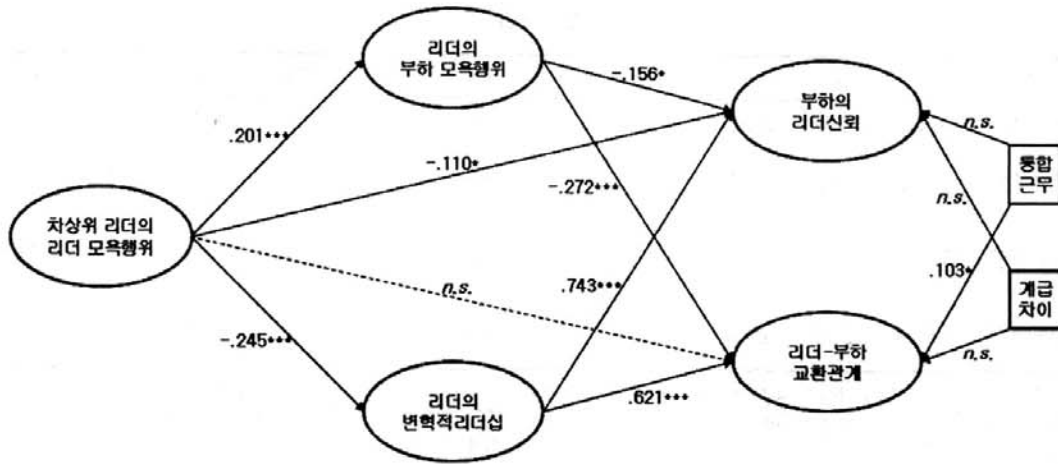 리더의
부하 모욕행위
-.156*
부하의
리더신뢰
n.s.
.201***
-.110*
통합
근무
-.272***
n.s.
차상위 리더의
리더 모욕행위
.103*
n.s.
.743***
계급
차이
-.245***
리더-부하
교환관계
n.s.
리더의
변혁적리더십
.621***